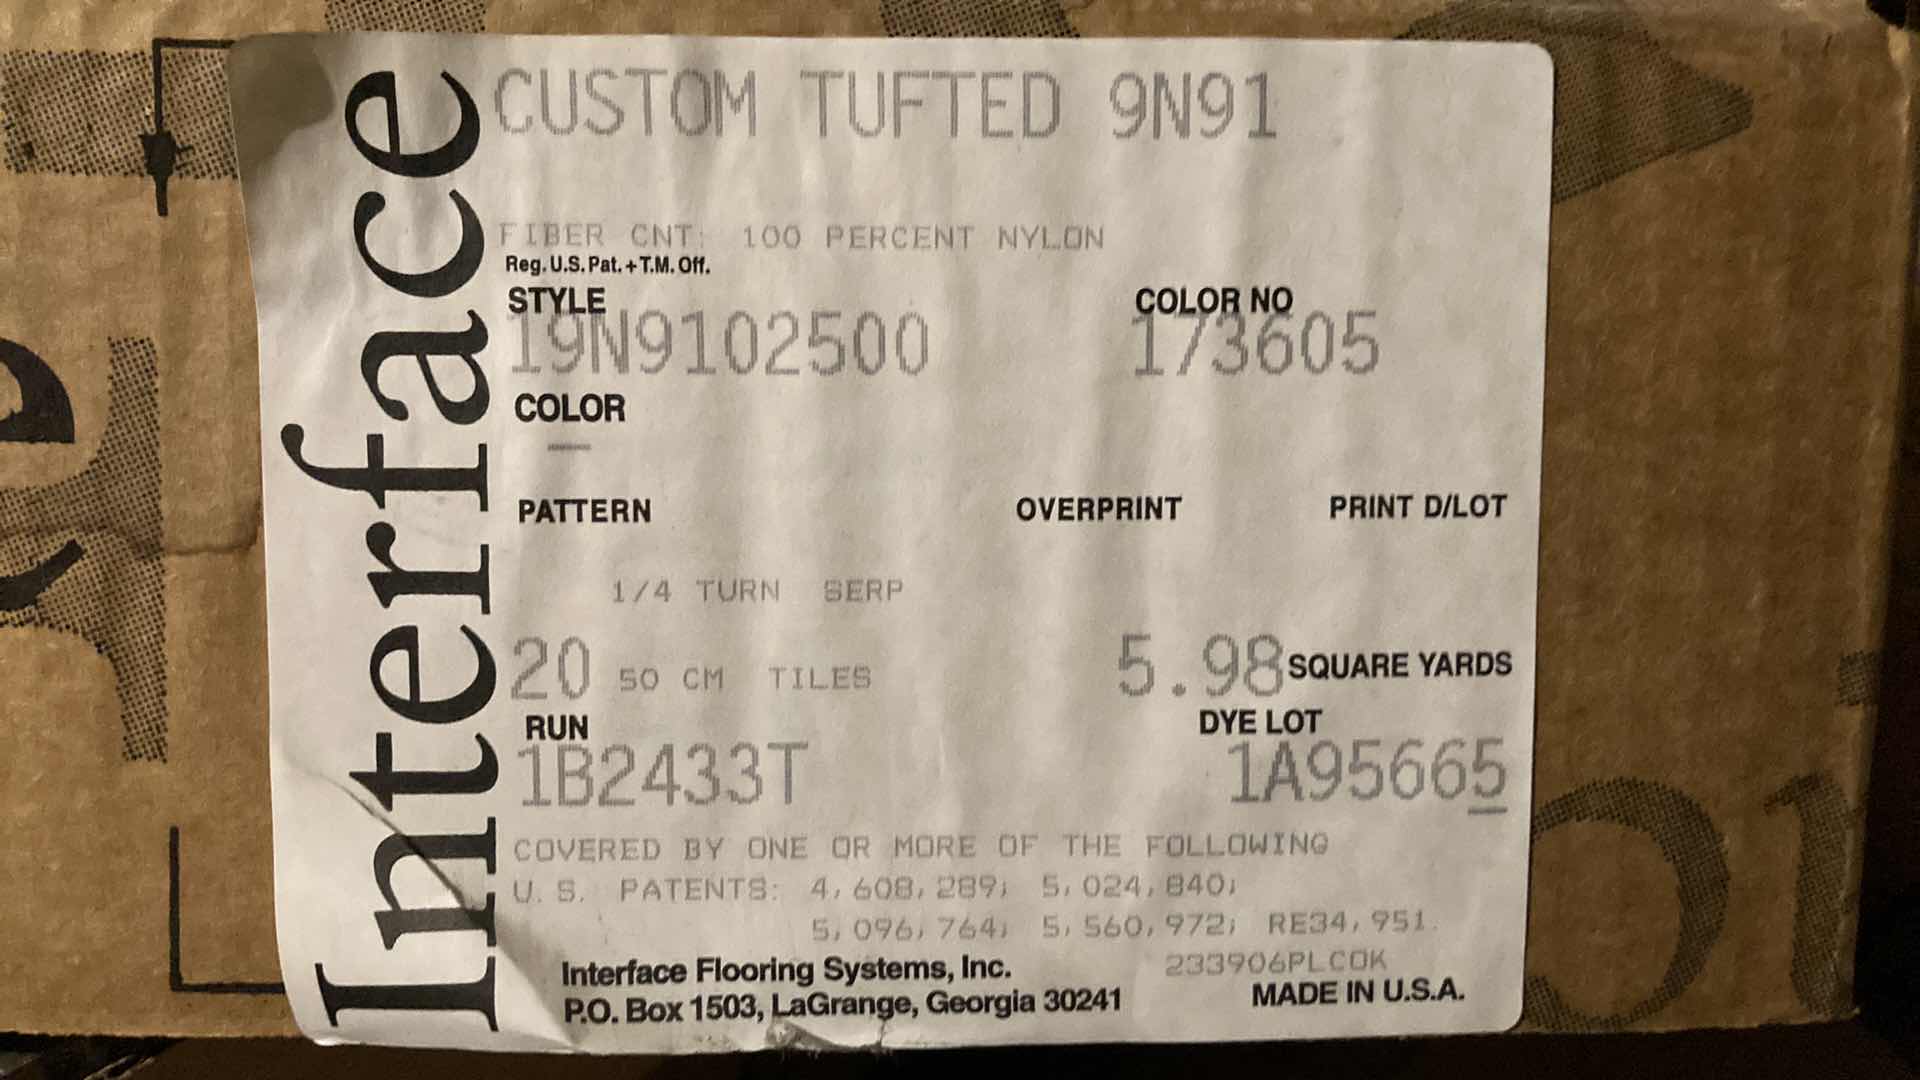 Interface
CUSTOM TUFTED 9N91
FIBER CNT: 100 PERCENT NYLON
Reg. U.S. Pat. + T.M. Off.
STYLE COLOR NO
19N9102500 173605
COLOR
—
PATTERN OVERPRINT PRINT D/LOT
1/4 TURN SERP
20 50 CM TILES 5.98 SQUARE YARDS
RUN DYE LOT
1B2433T 1A95665
COVERED BY ONE OR MORE OF THE FOLLOWING
U.S. PATENTS: 4,608,289; 5,024,840;
5,096,764; 5,560,972; RE34,951.
Interface Flooring Systems, Inc. 233906PLCOK
P.O. Box 1503, LaGrange, Georgia 30241 MADE IN U.S.A.